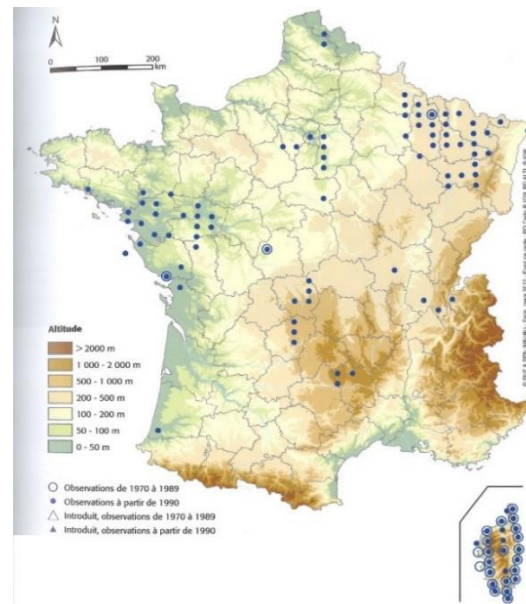 N
0 100 200
km
Altitude
> 2000 m
1 000 - 2 000 m
500 - 1 000 m
200 - 500 m
100 - 200 m
50 - 100 m
0 - 50 m
Observations de 1970 à 1989
Observations à partir de 1990
Introduit, observations de 1970 à 1989
Introduit, observations à partir de 1990